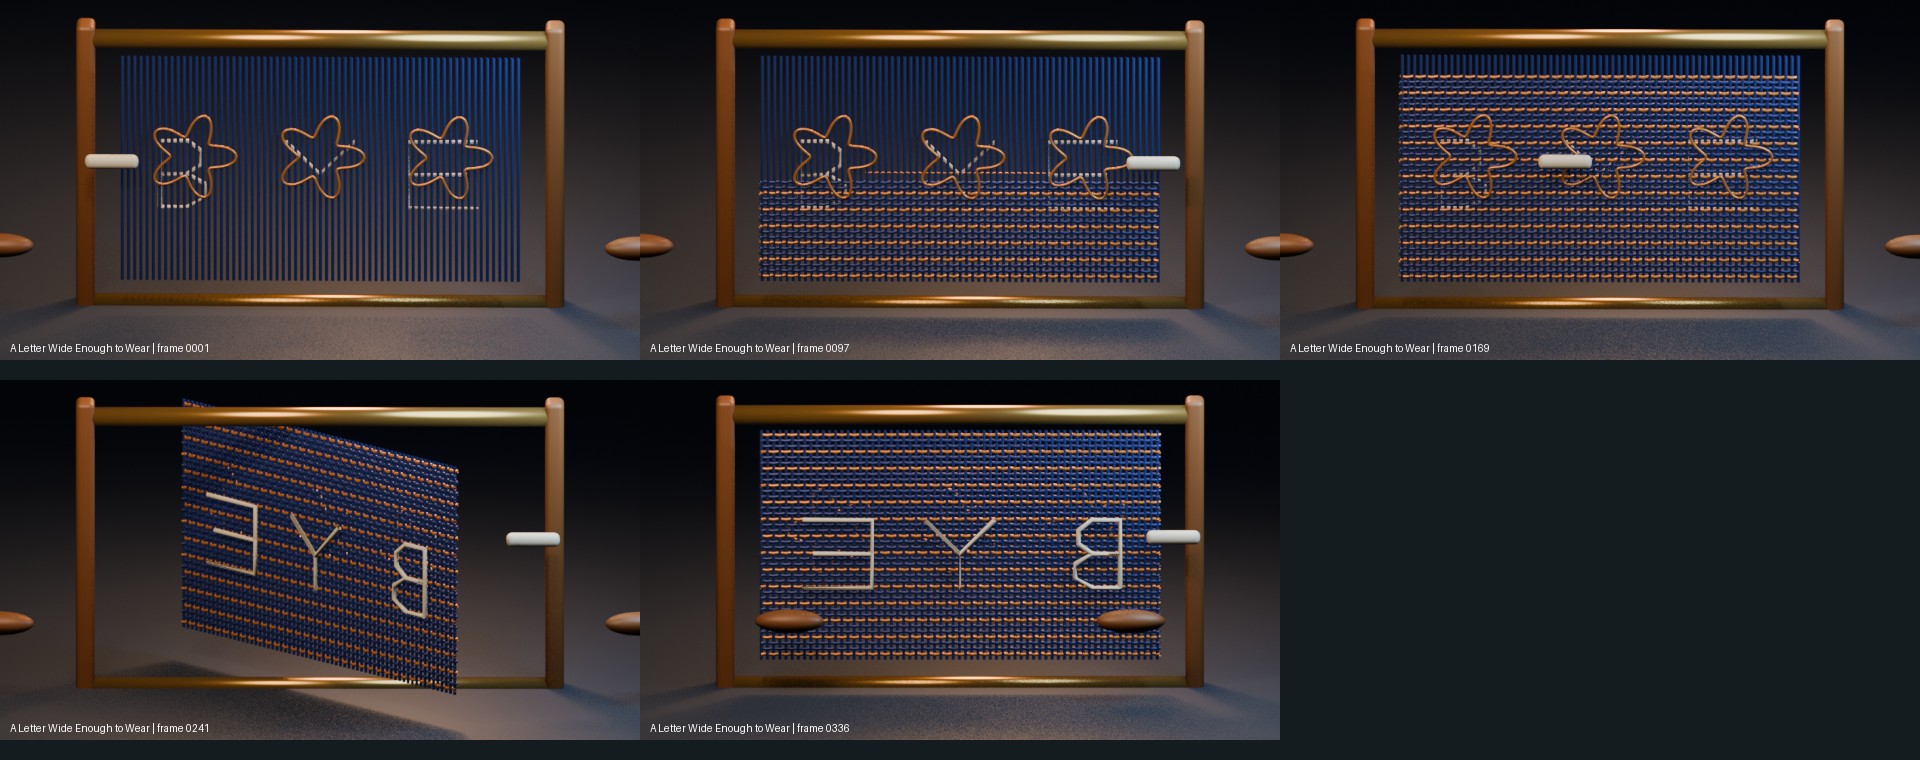 A Letter Wide Enough to Wear | frame 0001
A Letter Wide Enough to Wear | frame 0097
A Letter Wide Enough to Wear | frame 0169
BYE
A Letter Wide Enough to Wear | frame 0241
BYE
A Letter Wide Enough to Wear | frame 0336